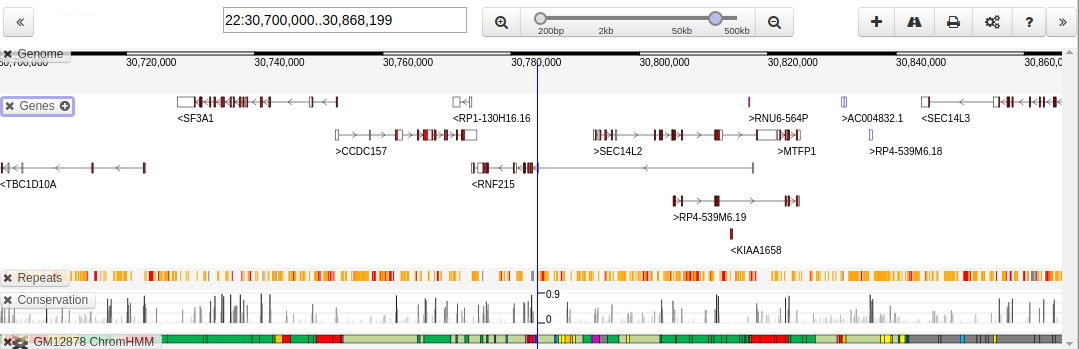 « 22:30,700,000..30,868,199 »
200bp 2kb 50kb 500kb
Genome
30,700,000 30,720,000 30,740,000 30,760,000 30,780,000 30,800,000 30,820,000 30,840,000 30,860,0
Genes
<SF3A1 <RP1-130H16.16 >RNU6-564P >AC004832.1 <SEC14L3
>CCDC157 >SEC14L2 >MTFP1 >RP4-539M6.18
<TBC1D10A <RNF215
>RP4-539M6.19
<KIAA1658
Repeats
Conservation 0.9
0
GM12878 ChromHMM